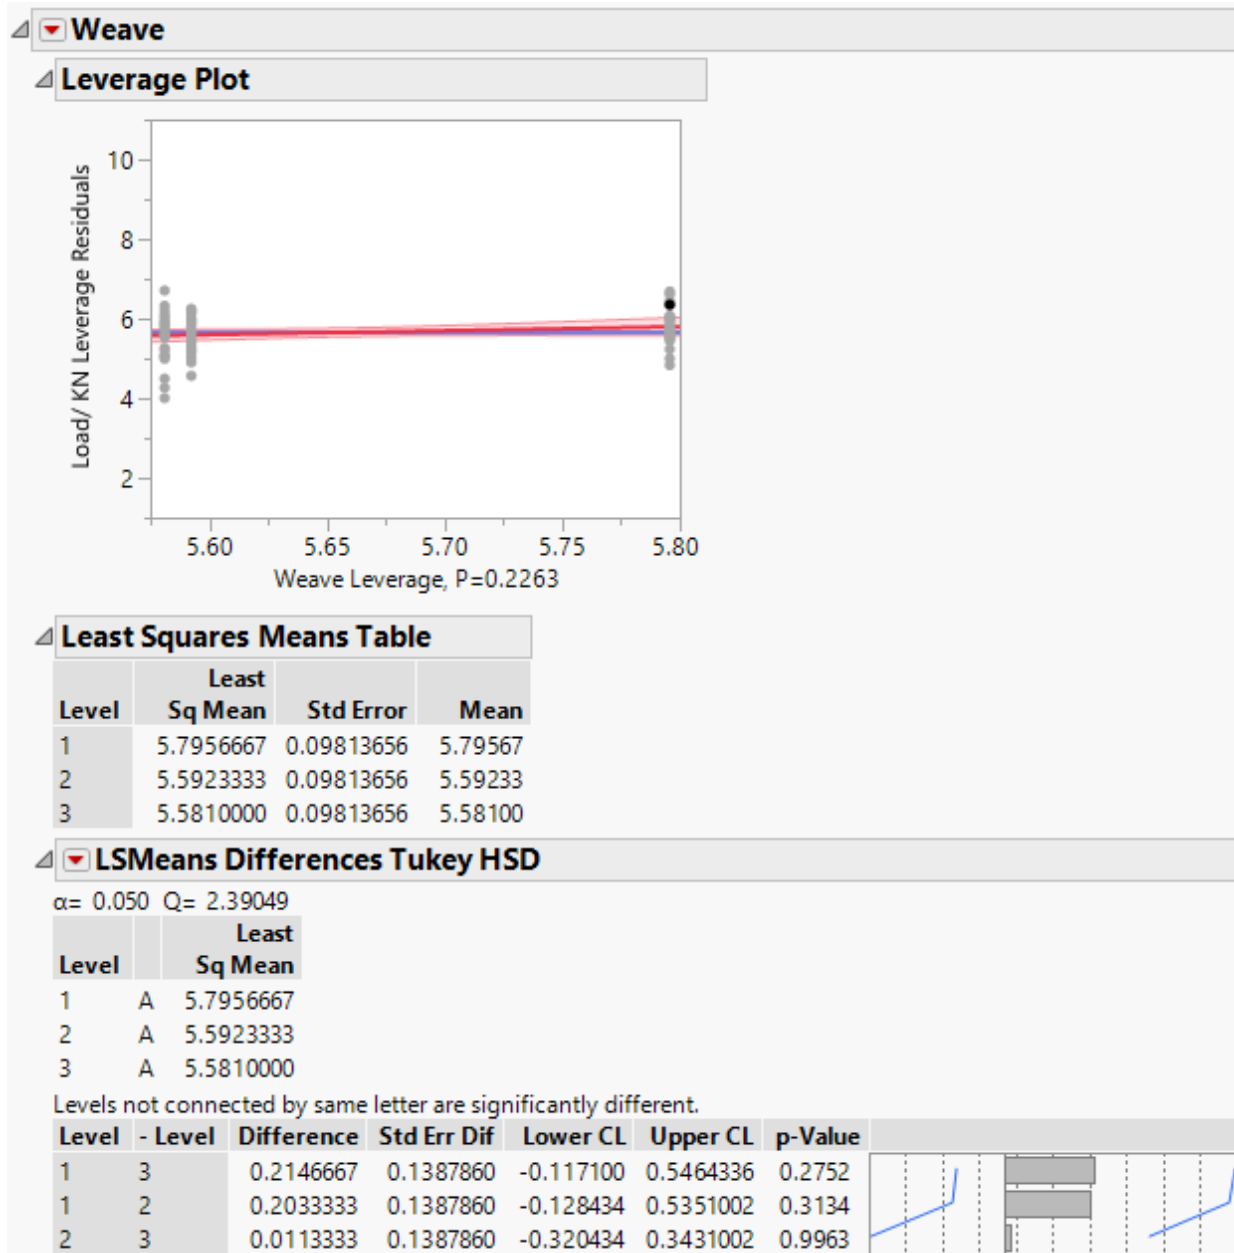 Weave
Leverage Plot
Load/ KN Leverage Residuals
10
8
6
4
2
5.60 5.65 5.70 5.75 5.80
Weave Leverage, P=0.2263
Least Squares Means Table
Least
Level Sq Mean Std Error Mean
1 5.7956667 0.09813656 5.79567
2 5.5923333 0.09813656 5.59233
3 5.5810000 0.09813656 5.58100
LSMeans Differences Tukey HSD
α= 0.050 Q= 2.39049
Least
Level Sq Mean
1 A 5.7956667
2 A 5.5923333
3 A 5.5810000
Levels not connected by same letter are significantly different.
Level - Level Difference Std Err Dif Lower CL Upper CL p-Value
1 3 0.2146667 0.1387860 -0.117100 0.5464336 0.2752
1 2 0.2033333 0.1387860 -0.128434 0.5351002 0.3134
2 3 0.0113333 0.1387860 -0.320434 0.3431002 0.9963